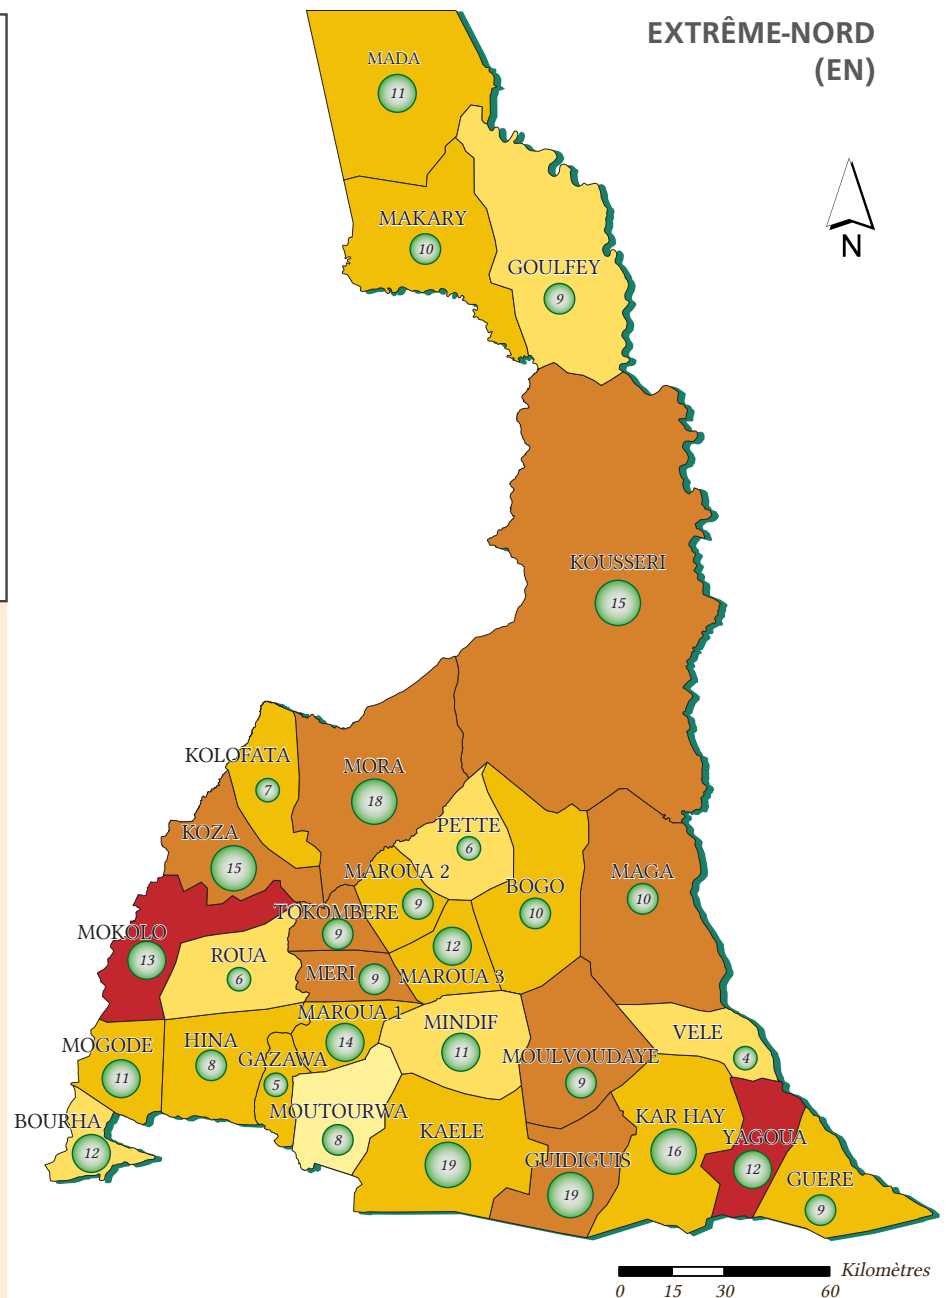 EXTRÊME-NORD
(EN)
MADA
11
N
MAKARY
10
GOULFEY
9
KOUSSERI
15
KOLOFATA
7
MORA
18
KOZA
15
PETTE
6
MAROUA 2
9
BOGO
10
MAGA
10
TOKOMBERE
9
MOKOLO
13
ROUA
6
MERI 9
12
MAROUA 3
MAROUA 1
14
MINDIF
11
VELE
4
MOGODE
11
HINA
8
GAZAWA
5
MOULVOUDAYE
9
MOUTOURWA
8
BOURHA
12
KAELE
19
KAR HAY
16
YAGOUA
12
GUIDIGUIS
19
GUERE
9
Kilomètres
0 15 30 60